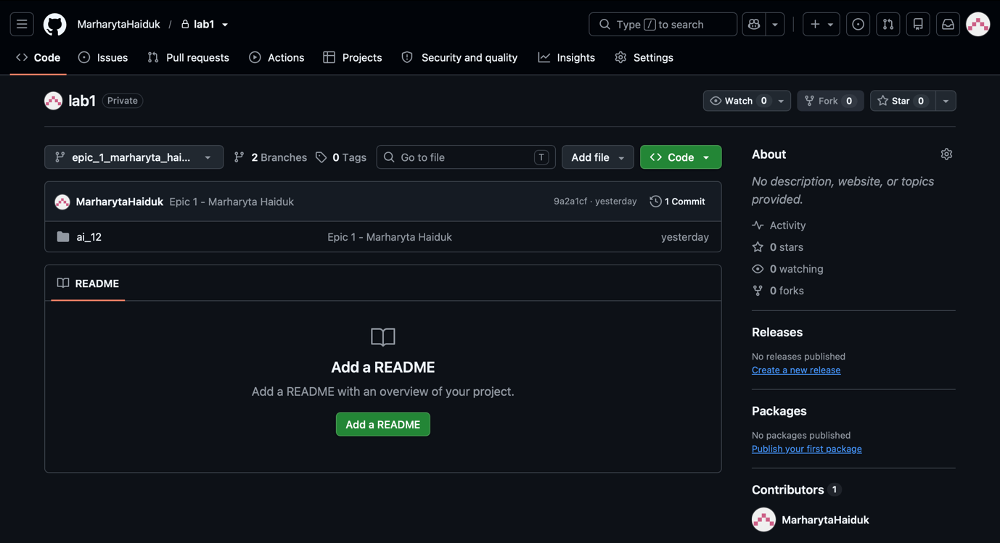 MarharytaHaiduk / lab1
Type / to search
Code Issues Pull requests Actions Projects Security and quality Insights Settings
lab1 Private
Watch 0 Fork 0 Star 0
epic_1_marharyta_hai... 2 Branches 0 Tags Go to file T Add file Code
MarharytaHaiduk Epic 1 - Marharyta Haiduk 9a2a1cf · yesterday 1 Commit
ai_12 Epic 1 - Marharyta Haiduk yesterday
README
Add a README
Add a README with an overview of your project.
Add a README
About
No description, website, or topics
provided.
Activity
0 stars
0 watching
0 forks
Releases
No releases published
Create a new release
Packages
No packages published
Publish your first package
Contributors 1
MarharytaHaiduk